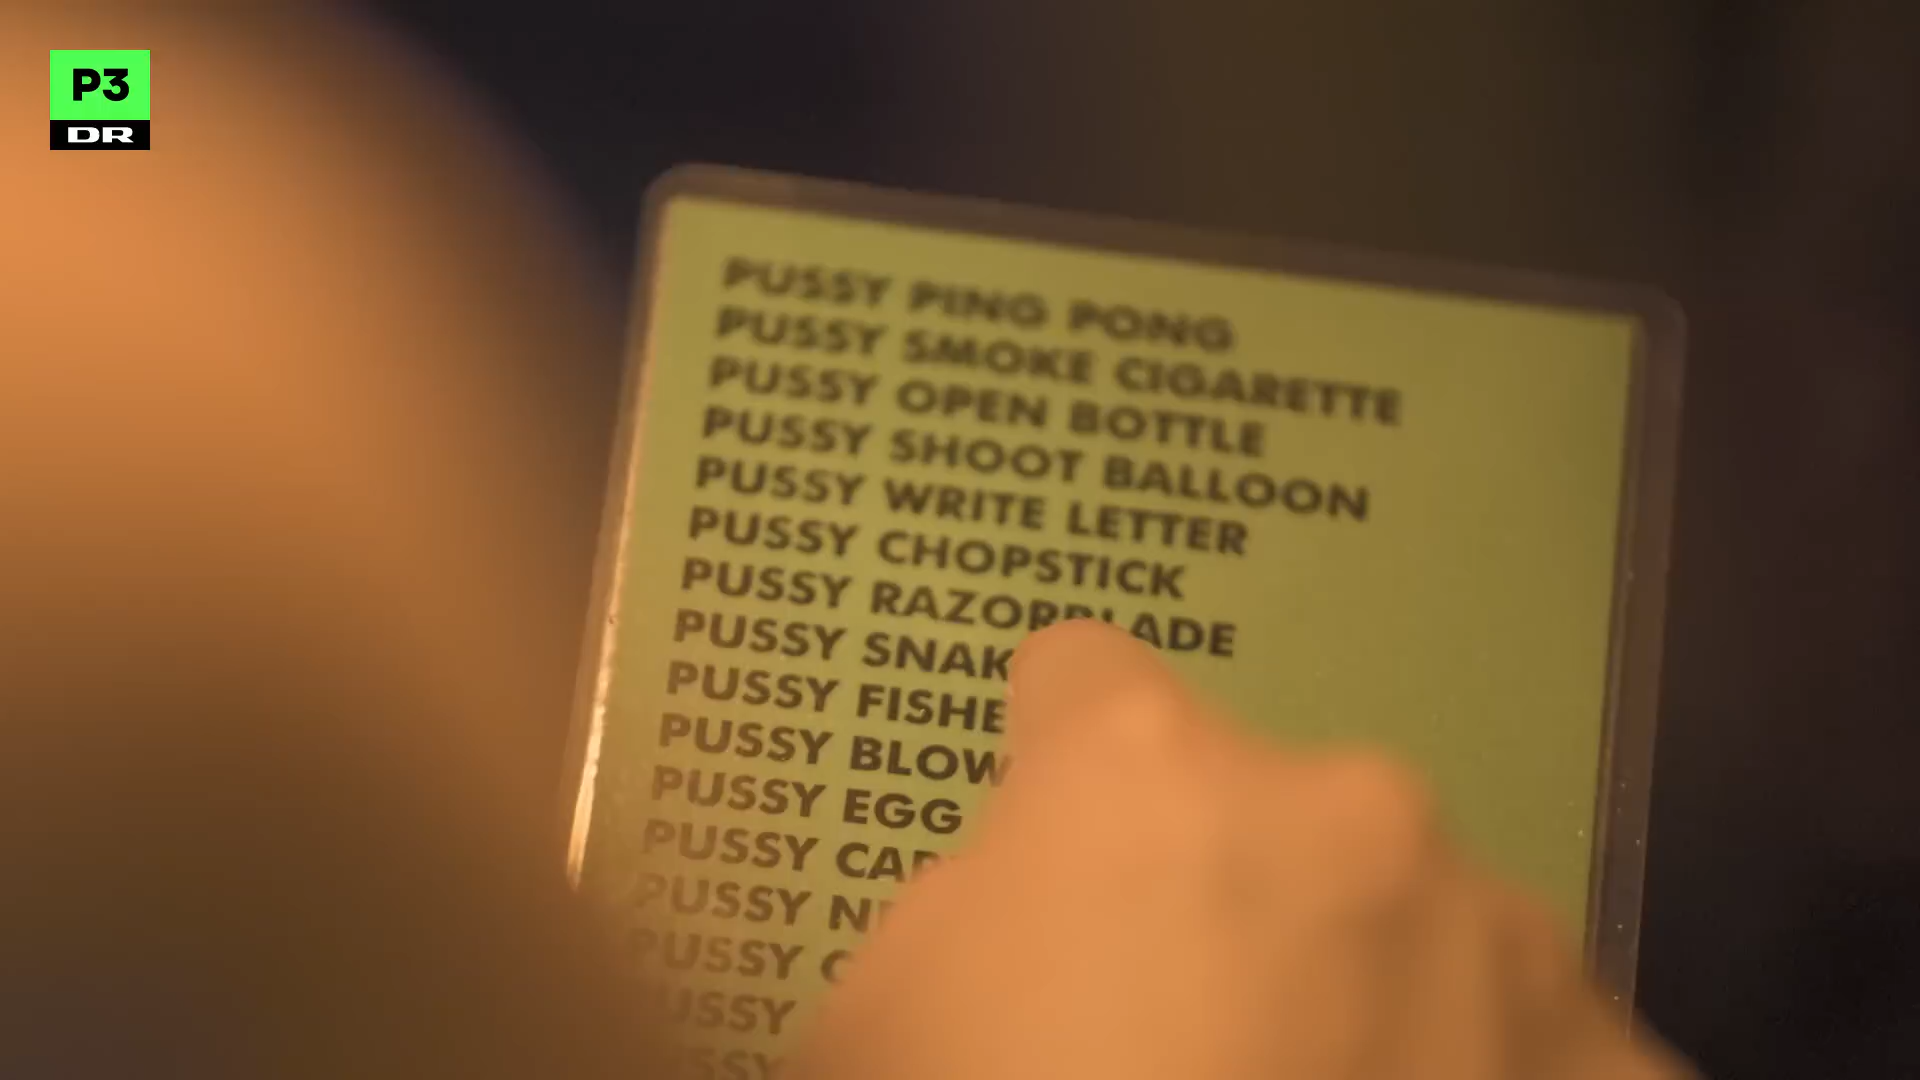 P3
DR
PUSSY PING PONG
PUSSY SMOKE CIGARETTE
PUSSY OPEN BOTTLE
PUSSY SHOOT BALLOON
PUSSY WRITE LETTER
PUSSY CHOPSTICK
PUSSY RAZORBLADE
PUSSY
PUSSY
PUSSY
PUSSY EGG
PUSSY
PUSSY
PUSSY
PUSSY